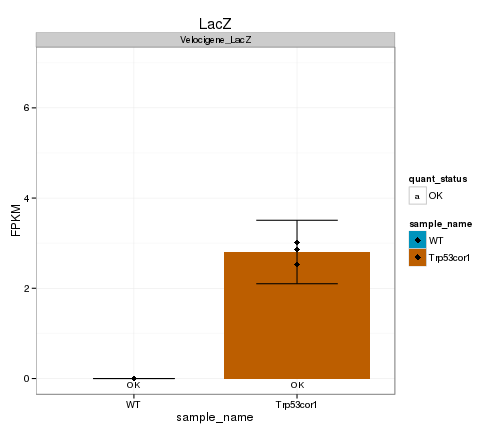 LacZ
Velocigene_LacZ
FPKM
6
4
2
0
OK
OK
WT
Trp53cor1
sample_name
quant_status
a OK
sample_name
WT
Trp53cor1